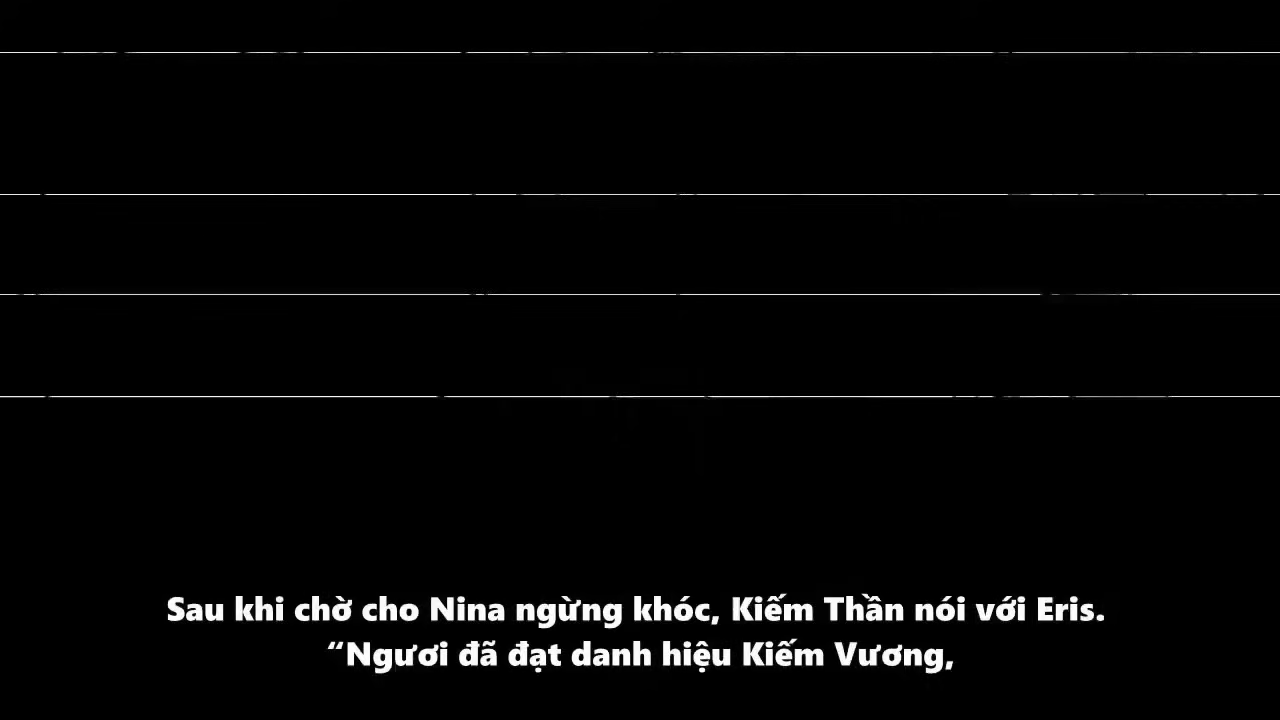 Sau khi chờ cho Nina ngừng khóc, Kiếm Thần nói với Eris.
“Ngươi đã đạt danh hiệu Kiếm Vương,